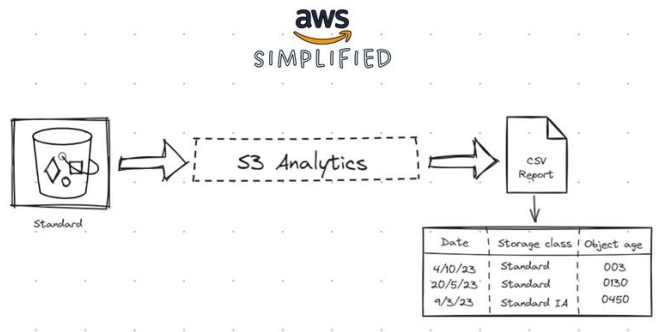 aws
SIMPLIFIED
S3 Analytics
CSV
Report
Standard
Date Storage class Object age
4/10/23 Standard 003
20/5/23 Standard 0130
9/3/23 Standard IA 0450